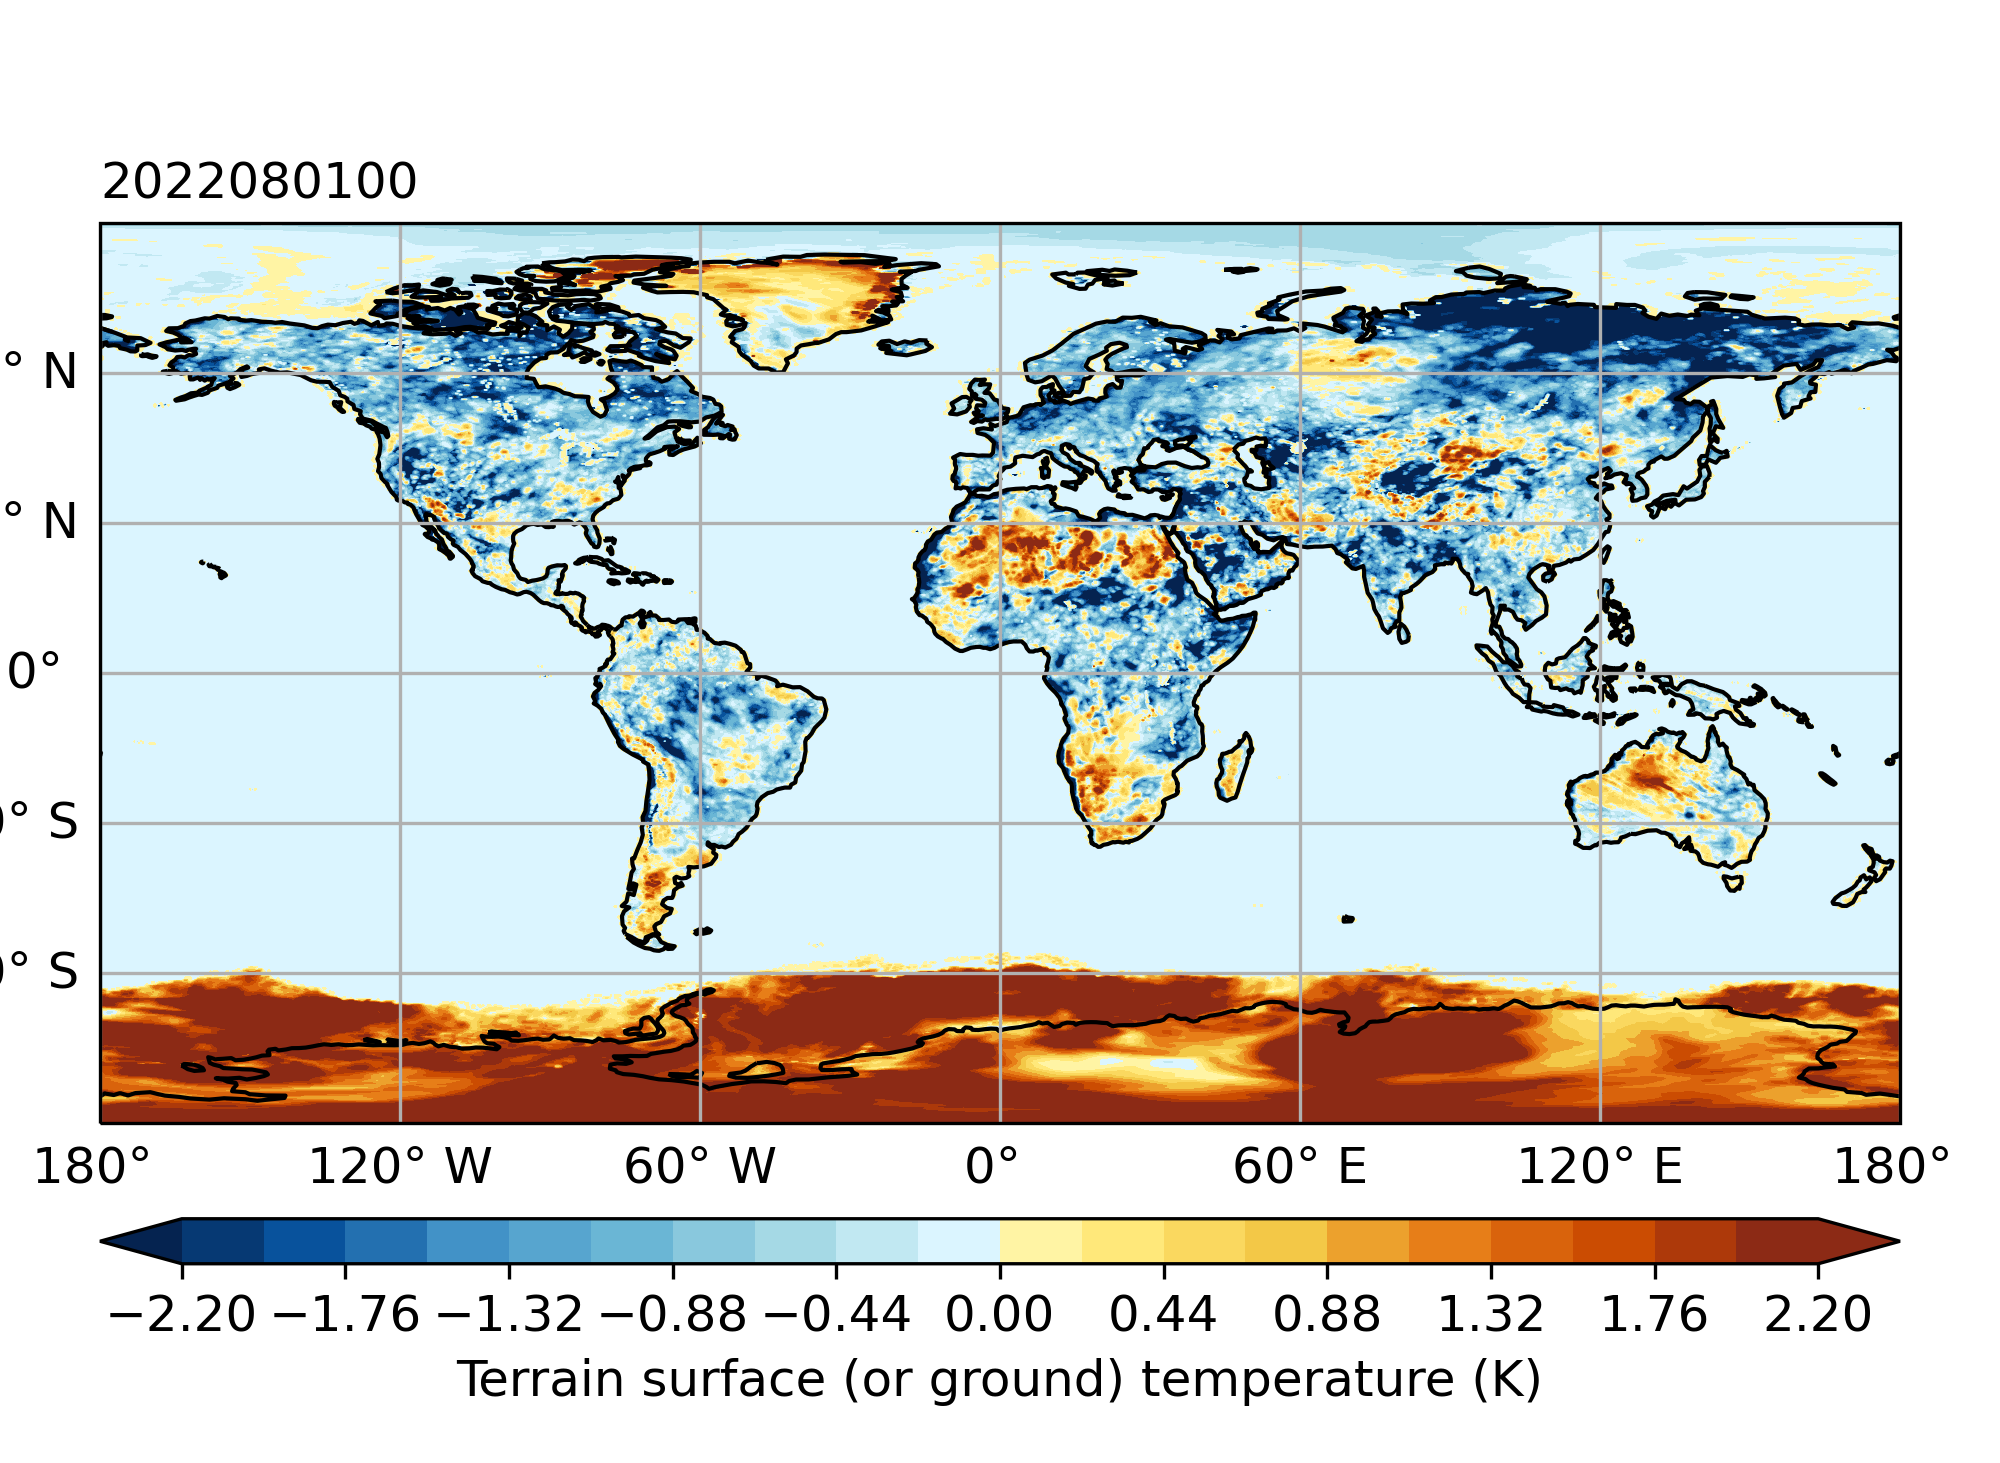 2022080100
° N
° N
0°
° S
° S
180° 120° W 60° W 0° 60° E 120° E 180°
−2.20 −1.76 −1.32 −0.88 −0.44 0.00 0.44 0.88 1.32 1.76 2.20
Terrain surface (or ground) temperature (K)